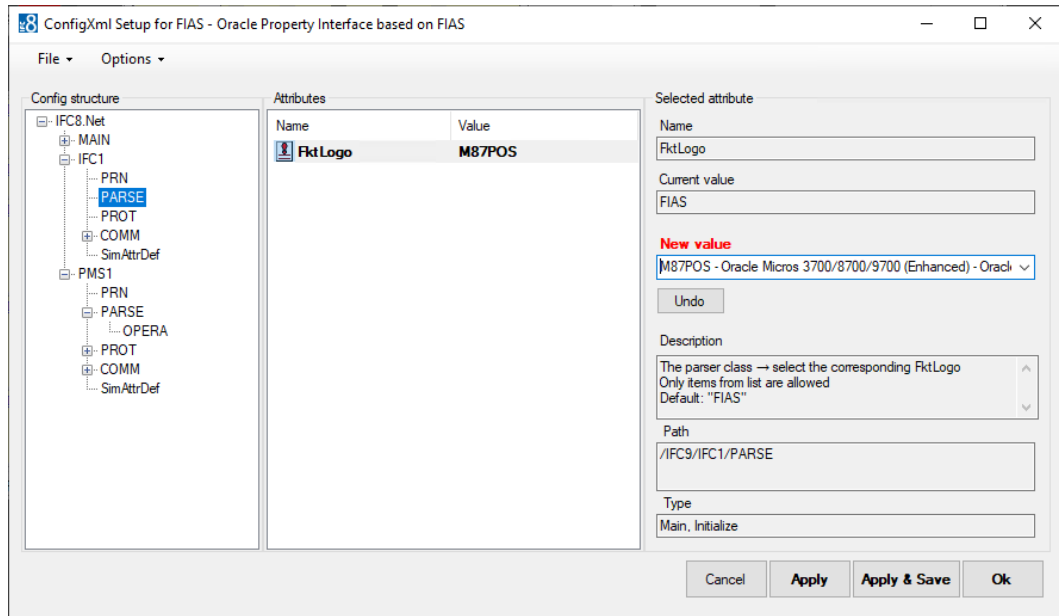 ConfigXml Setup for FIAS - Oracle Property Interface based on FIAS
File Options
Config structure
IFC8.Net
MAIN
IFC1
PRN
PARSE
PROT
COMM
SimAttrDef
PMS1
PRN
PARSE
OPERA
PROT
COMM
SimAttrDef
Attributes
Name Value
FktLogo M87POS
Selected attribute
Name
FktLogo
Current value
FIAS
New value
M87POS - Oracle Micros 3700/8700/9700 (Enhanced) - Oracl
Undo
Description
The parser class → select the corresponding FktLogo
Only items from list are allowed
Default: "FIAS"
Path
/IFC9/IFC1/PARSE
Type
Main, Initialize
Cancel Apply Apply & Save Ok